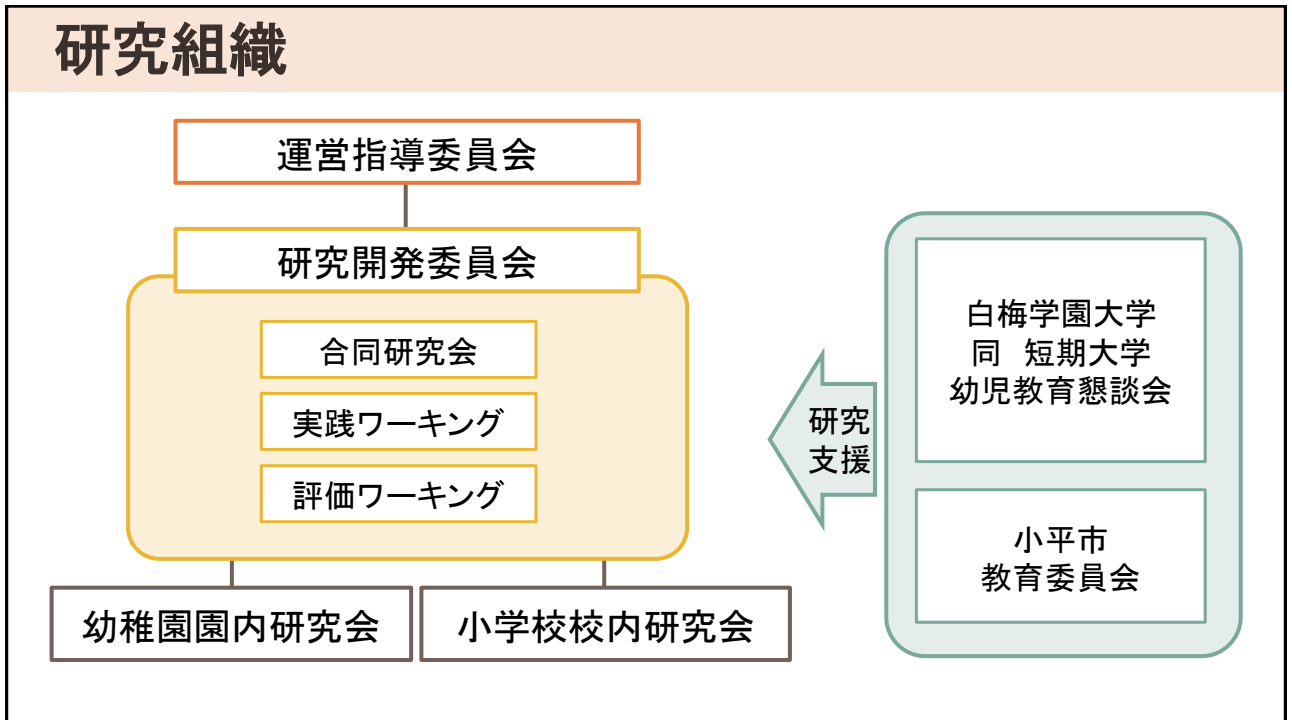 研究組織
運営指導委員会
研究開発委員会
合同研究会
実践ワーキング
評価ワーキング
幼稚園園内研究会
小学校校内研究会
研究
支援
白梅学園大学
同　短期大学
幼児教育懇談会
小平市
教育委員会